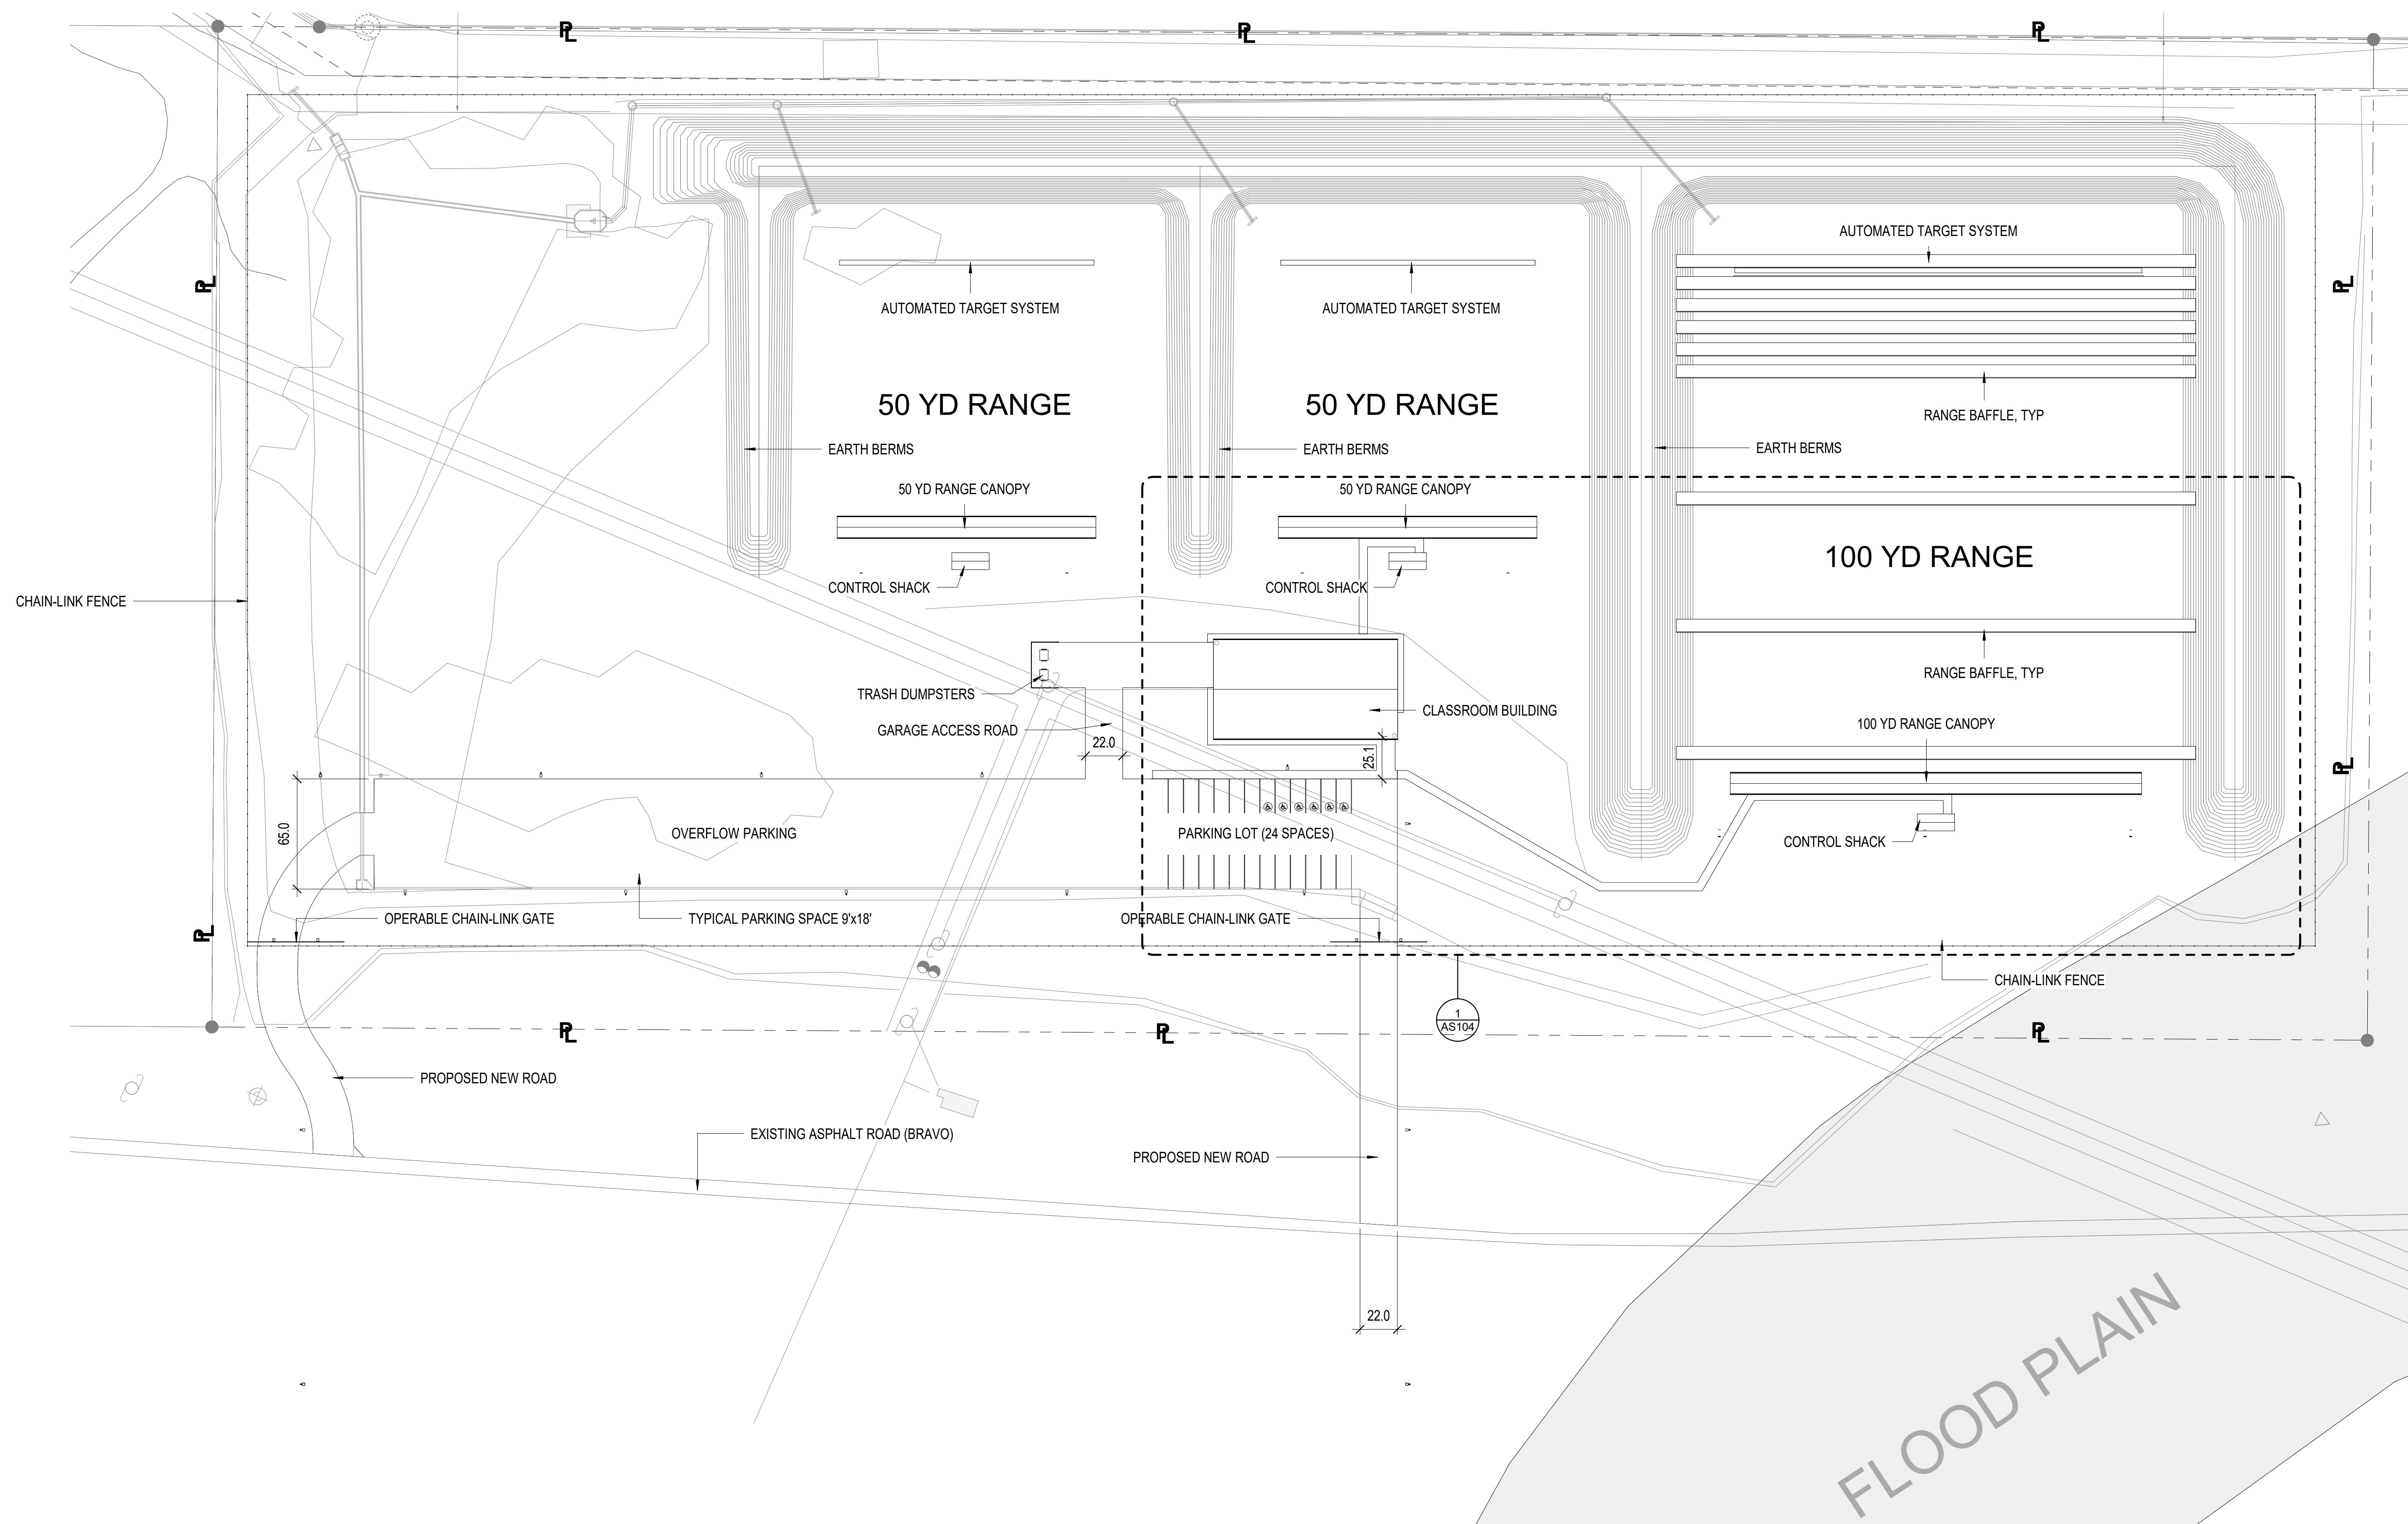 PL
PL
PL
AUTOMATED TARGET SYSTEM
PL
PL
AUTOMATED TARGET SYSTEM
AUTOMATED TARGET SYSTEM
50 YD RANGE
50 YD RANGE
RANGE BAFFLE, TYP
EARTH BERMS
EARTH BERMS
EARTH BERMS
50 YD RANGE CANOPY
50 YD RANGE CANOPY
100 YD RANGE
CONTROL SHACK
CONTROL SHACK
CHAIN-LINK FENCE
RANGE BAFFLE, TYP
TRASH DUMPSTERS
CLASSROOM BUILDING
100 YD RANGE CANOPY
GARAGE ACCESS ROAD
22.0
25.1
PL
65.0
OVERFLOW PARKING
PARKING LOT (24 SPACES)
CONTROL SHACK
OPERABLE CHAIN-LINK GATE
TYPICAL PARKING SPACE 9'x18'
OPERABLE CHAIN-LINK GATE
PL
CHAIN-LINK FENCE
1
AS104
PL
PL
PL
PROPOSED NEW ROAD
EXISTING ASPHALT ROAD (BRAVO)
PROPOSED NEW ROAD
22.0
FLOOD PLAIN